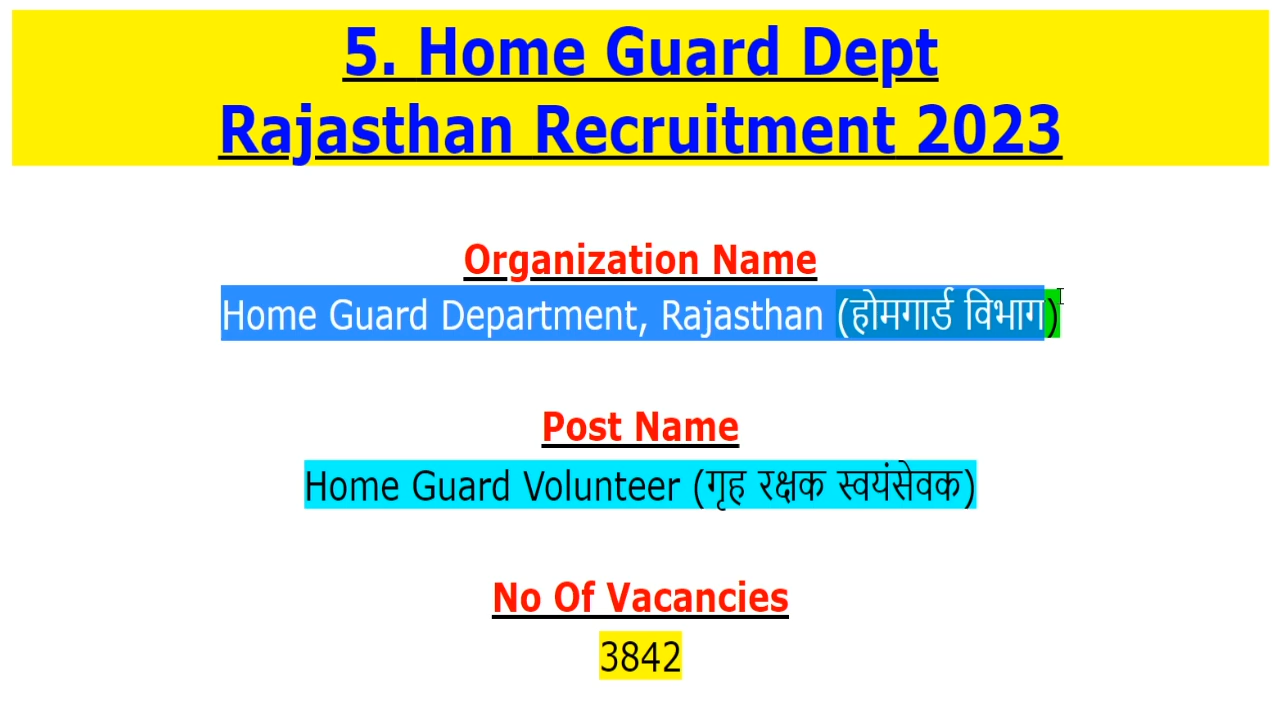 5. Home Guard Dept
Rajasthan Recruitment 2023
Organization Name
Home Guard Department, Rajasthan (होमगार्ड विभाग)
Post Name
Home Guard Volunteer (गृह रक्षक स्वयंसेवक)
No Of Vacancies
3842